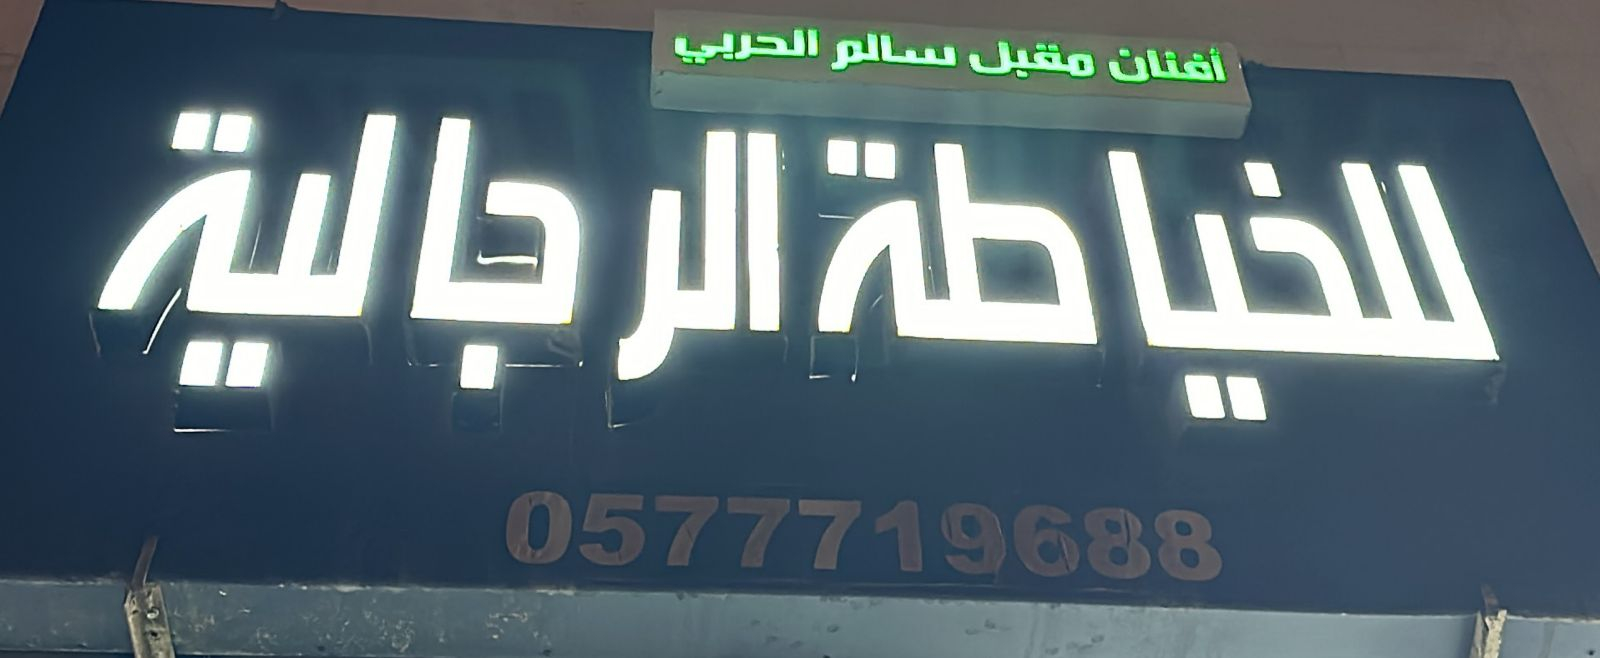 أفنان مقبل سالم الحربي
للخياطة الرجالية
0577719688